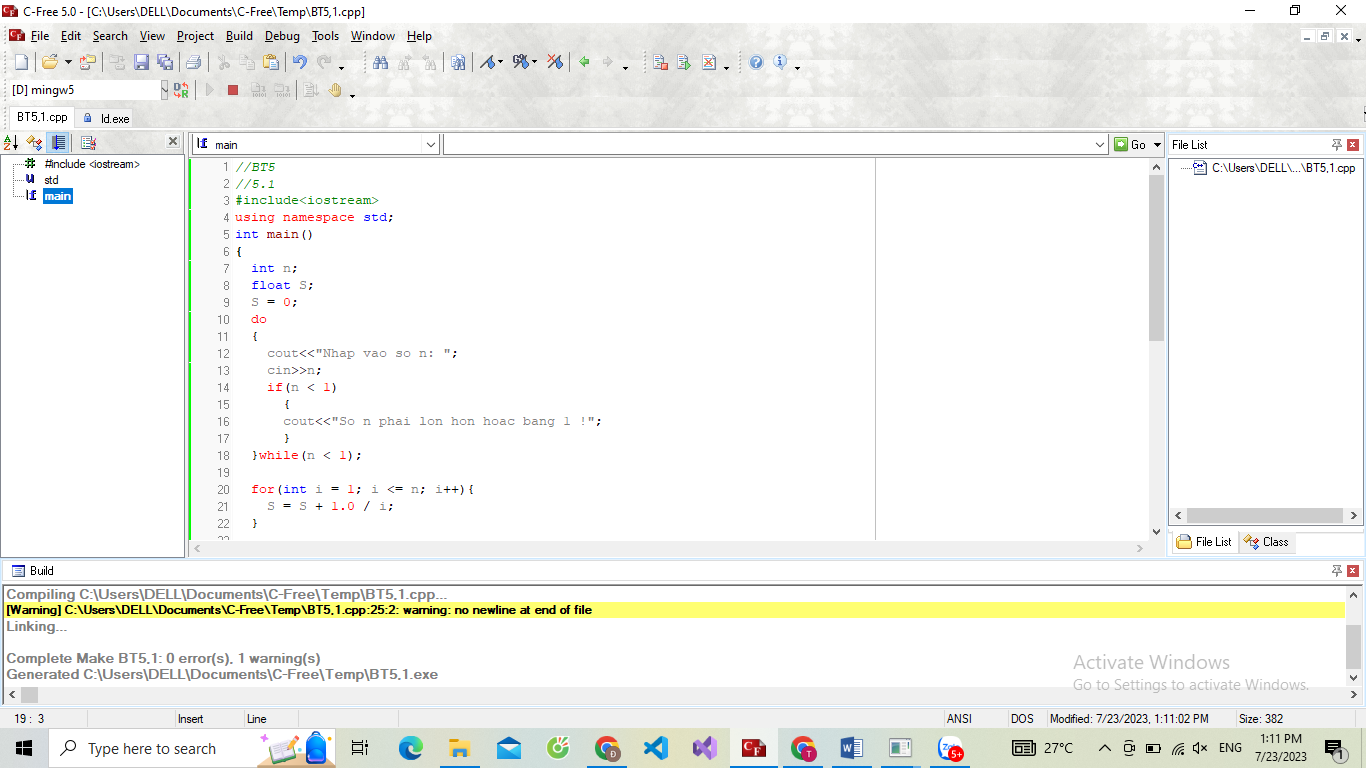 C-Free 5.0 - [C:\Users\DELL\Documents\C-Free\Temp\BT5,1.cpp]
File Edit Search View Project Build Debug Tools Window Help
[D] mingw5
BT5,1.cpp ld.exe
main
Go
File List
#include <iostream>
std
main
C:\Users\DELL\...\BT5,1.cpp
1 //BT5
2 //5.1
3 #include<iostream>
4 using namespace std;
5 int main()
6 {
7 int n;
8 float S;
9 S = 0;
10 do
11 {
12 cout<<"Nhap vao so n: ";
13 cin>>n;
14 if(n < 1)
15 {
16 cout<<"So n phai lon hon hoac bang 1 !";
17 }
18 }while(n < 1);
19
20 for(int i = 1; i <= n; i++){
21 S = S + 1.0 / i;
22 }
File List Class
Build
Compiling C:\Users\DELL\Documents\C-Free\Temp\BT5,1.cpp...
[Warning] C:\Users\DELL\Documents\C-Free\Temp\BT5,1.cpp:25:2: warning: no newline at end of file
Linking...
Complete Make BT5,1: 0 error(s), 1 warning(s)
Generated C:\Users\DELL\Documents\C-Free\Temp\BT5,1.exe
Activate Windows
Go to Settings to activate Windows.
19 : 3 Insert Line ANSI DOS Modified: 7/23/2023, 1:11:02 PM Size: 382
Type here to search
27°C ENG
1:11 PM
7/23/2023
5+
1